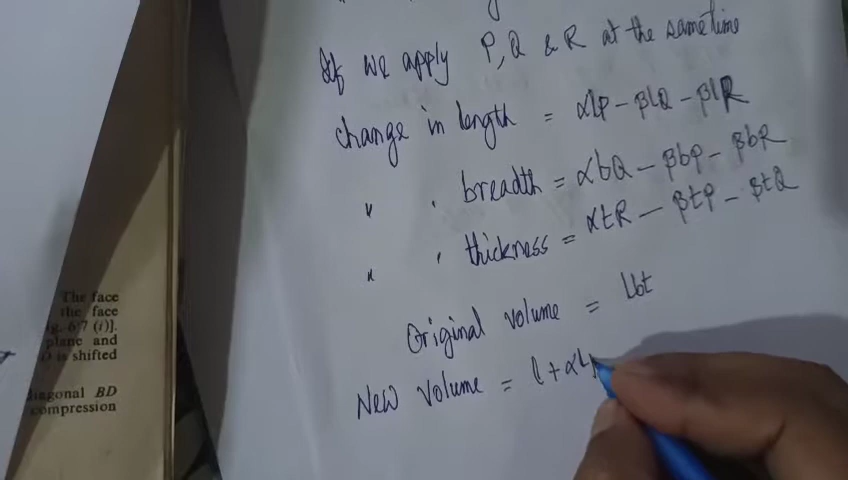 If we apply P, Q & R at the same time
change in length = αlP - βlQ - βlR
" " breadth = αbQ - βbP - βbR
" " thickness = αtR - βtP - βtQ
Original volume = lbt
New Volume = (l + αl
The face
the face
6·7 (i)].
plane and
is shifted
diagonal BD
compression